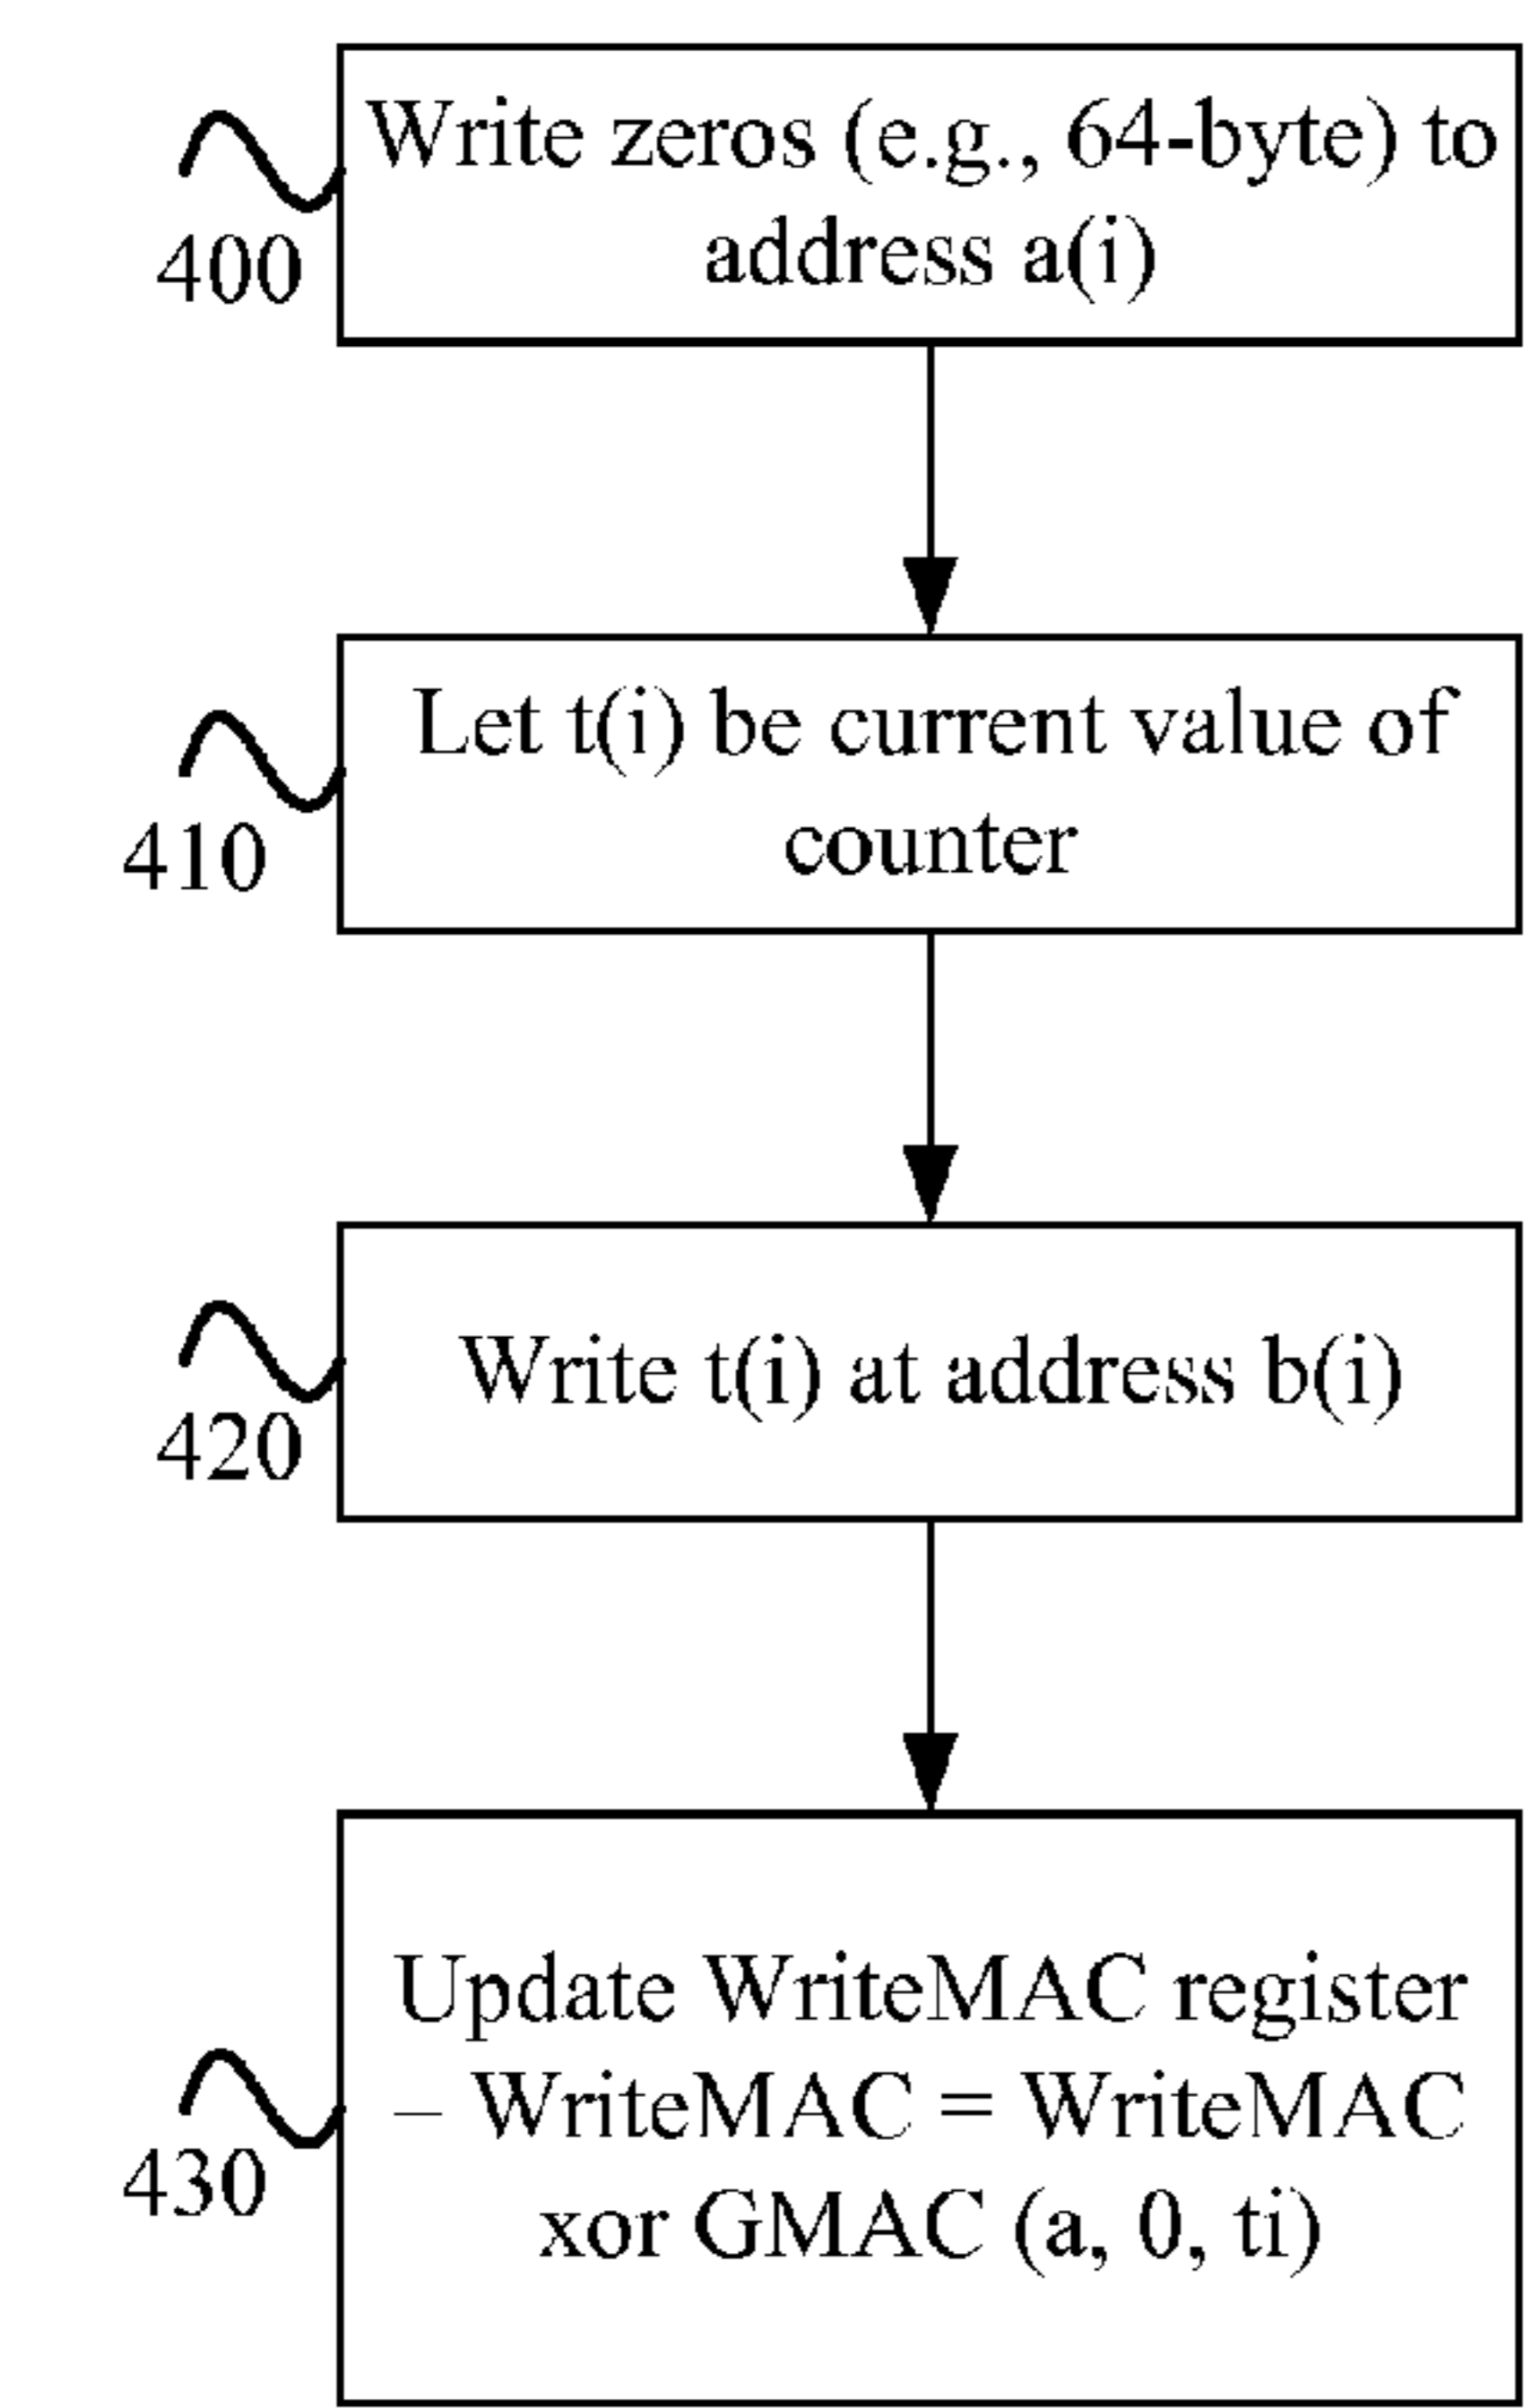 Write zeros (e.g., 64-byte) to
address a(i)
400
Let t(i) be current value of
counter
410
Write t(i) at address b(i)
420
Update WriteMAC register
– WriteMAC = WriteMAC
xor GMAC (a, 0, ti)
430